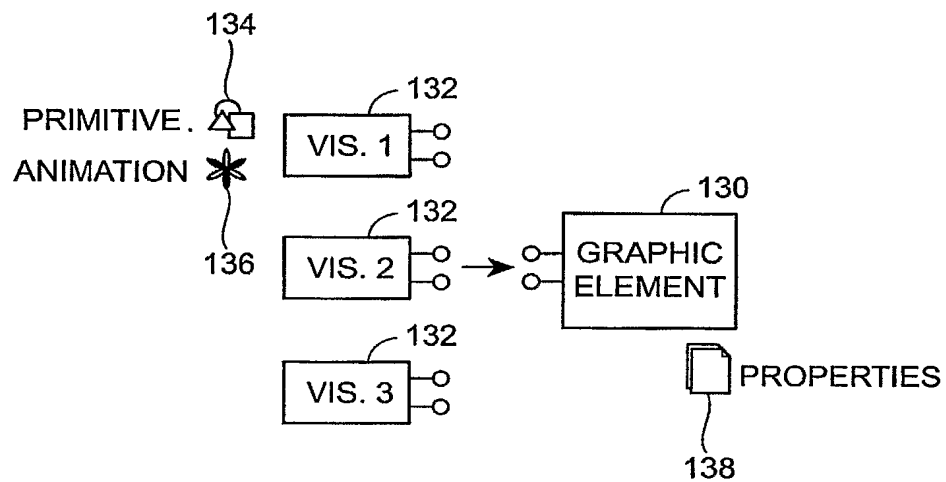 134
132
PRIMITIVE.
VIS. 1
ANIMATION
130
132
136
VIS. 2
GRAPHIC
ELEMENT
132
VIS. 3
PROPERTIES
138